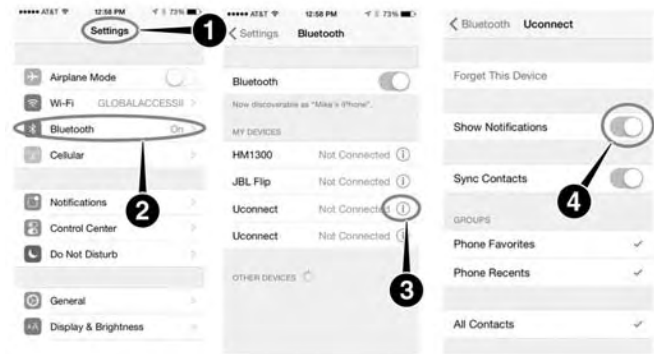 AT&T 12:58 PM 73%
Settings
1
Airplane Mode
Wi-Fi GLOBALACCESSII
Bluetooth On
2
Cellular
Notifications
Control Center
Do Not Disturb
General
AA Display & Brightness
AT&T 12:58 PM 73%
Settings Bluetooth
Bluetooth
Now discoverable as "Mike's iPhone".
MY DEVICES
HM1300 Not Connected i
JBL Flip Not Connected i
Uconnect Not Connected i
Uconnect Not Connected i
3
OTHER DEVICES
Bluetooth Uconnect
Forget This Device
Show Notifications
4
Sync Contacts
GROUPS
Phone Favorites
Phone Recents
All Contacts